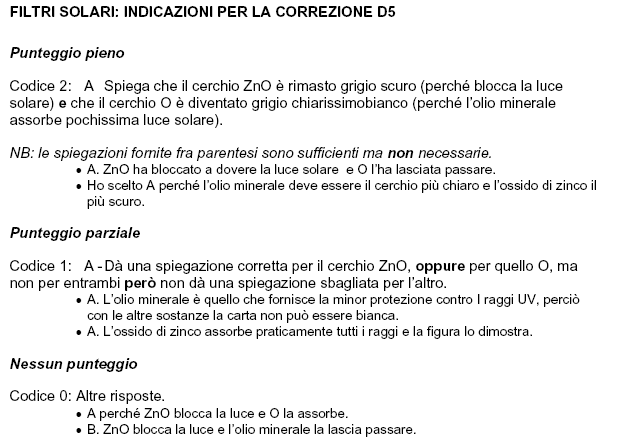 FILTRI SOLARI: INDICAZIONI PER LA CORREZIONE D5
Punteggio pieno
Codice 2: A Spiega che il cerchio ZnO è rimasto grigio scuro (perché blocca la luce
solare) e che il cerchio O è diventato grigio chiarissimobianco (perché l'olio minerale
assorbe pochissima luce solare).
NB: le spiegazioni fornite fra parentesi sono sufficienti ma non necessarie.
• A. ZnO ha bloccato a dovere la luce solare e O l'ha lasciata passare.
• Ho scelto A perché l'olio minerale deve essere il cerchio più chiaro e l'ossido di zinco il
più scuro.
Punteggio parziale
Codice 1: A - Dà una spiegazione corretta per il cerchio ZnO, oppure per quello O, ma
non per entrambi però non dà una spiegazione sbagliata per l'altro.
• A. L'olio minerale è quello che fornisce la minor protezione contro I raggi UV, perciò
con le altre sostanze la carta non può essere bianca.
• A. L'ossido di zinco assorbe praticamente tutti i raggi e la figura lo dimostra.
Nessun punteggio
Codice 0: Altre risposte.
• A perché ZnO blocca la luce e O la assorbe.
• B. ZnO blocca la luce e l'olio minerale la lascia passare.